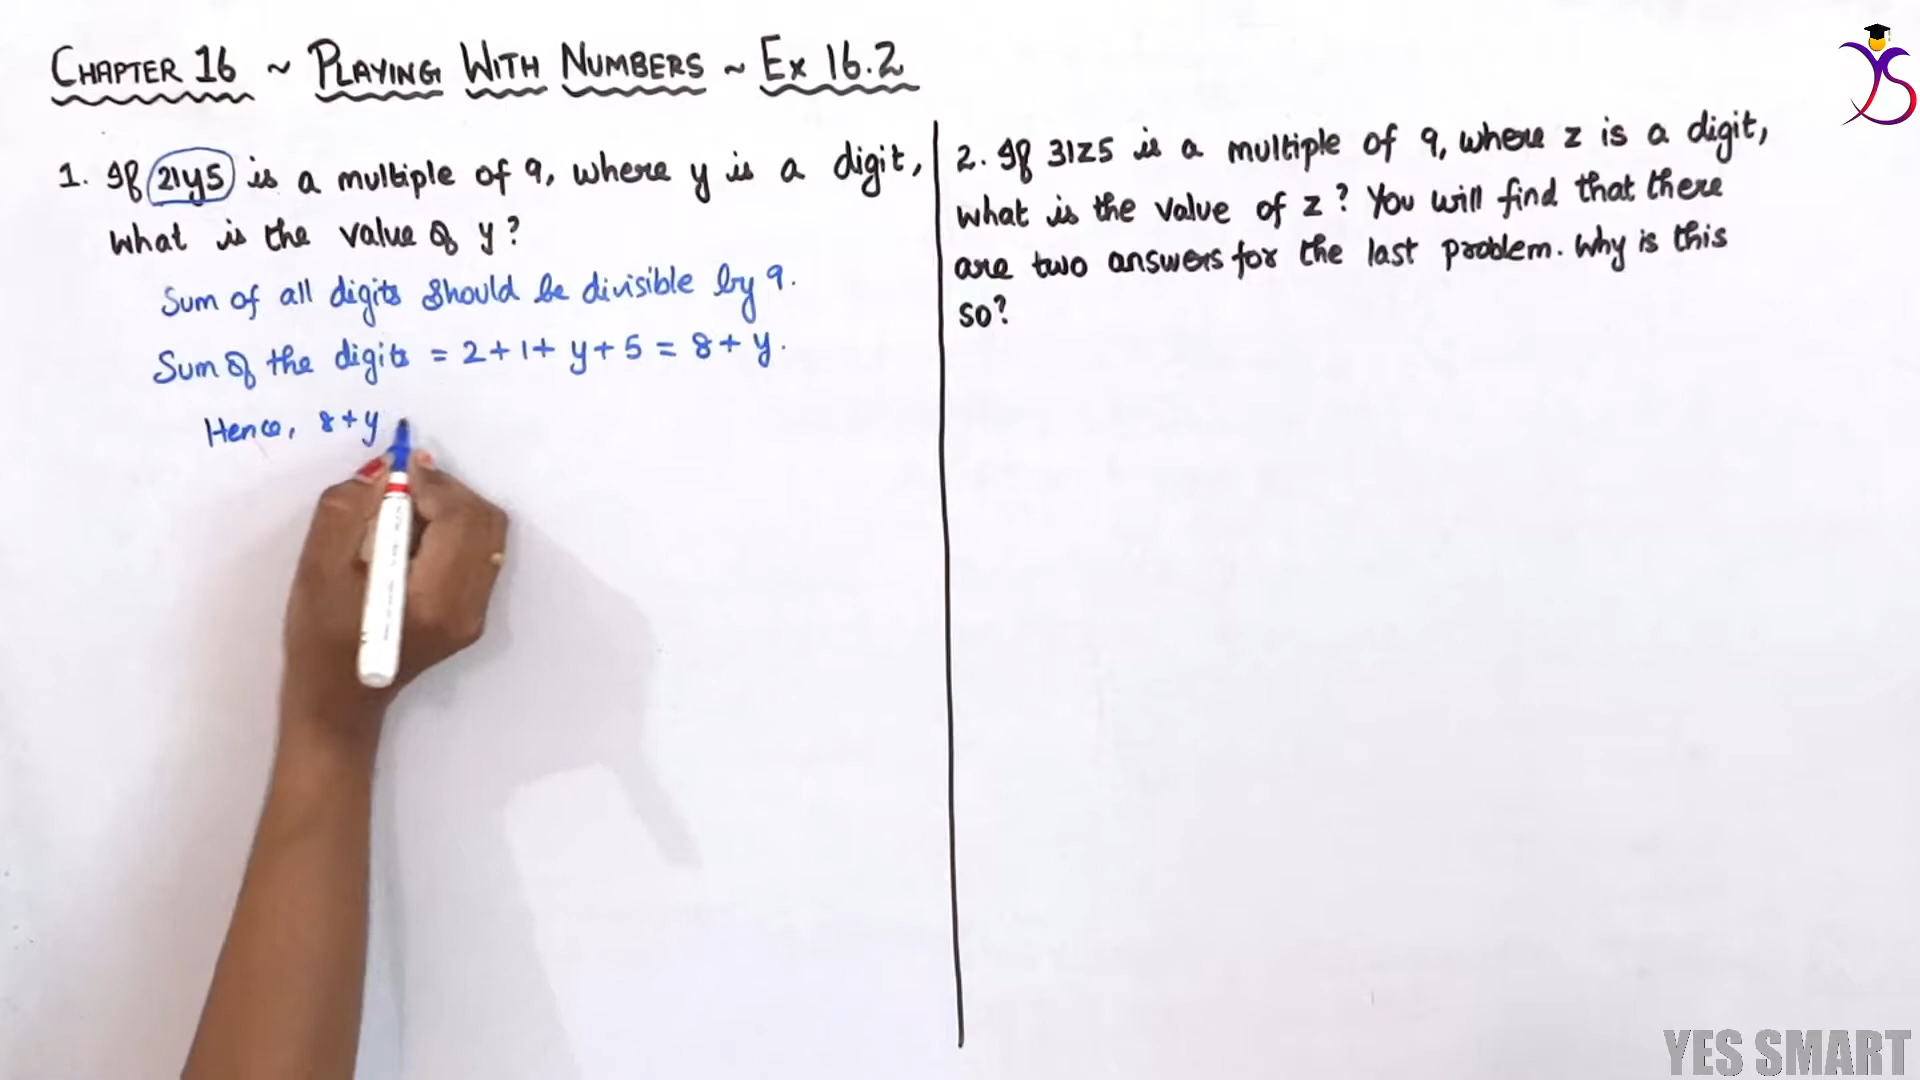 CHAPTER 16 ~ PLAYING WITH NUMBERS ~ EX 16.2
1. If 21y5 is a multiple of 9, where y is a digit,
what is the value of y?
Sum of all digits should be divisible by 9.
Sum of the digits = 2+1+ y+5 = 8+ y.
Hence, 8+y
2. If 31z5 is a multiple of 9, where z is a digit,
what is the value of z? You will find that there
are two answers for the last problem. Why is this
so?
YS
YES SMART